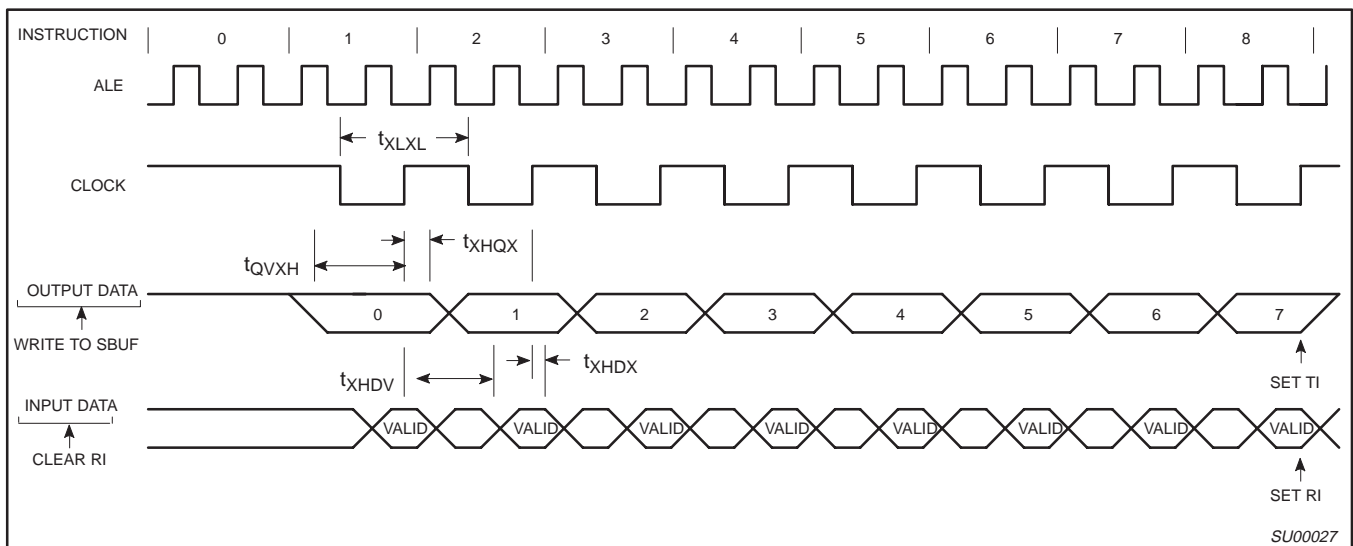 INSTRUCTION 0 1 2 3 4 5 6 7 8
ALE
tXLXL
CLOCK
tXHQX
tQVXH
OUTPUT DATA
0 1 2 3 4 5 6 7
WRITE TO SBUF
tXHDX
tXHDV
SET TI
INPUT DATA
VALID VALID VALID VALID VALID VALID VALID VALID
CLEAR RI
SET RI
SU00027